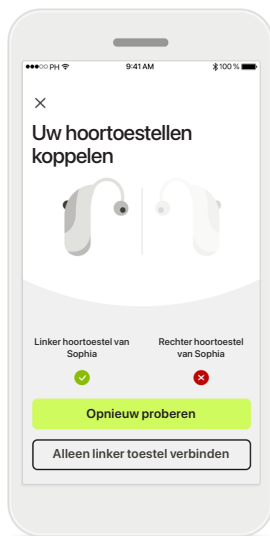 PH 9:41 AM 100 %
Uw hoortoestellen
koppelen
Linker hoortoestel van
Sophia
Rechter hoortoestel
van Sophia
Opnieuw proberen
Alleen linker toestel verbinden